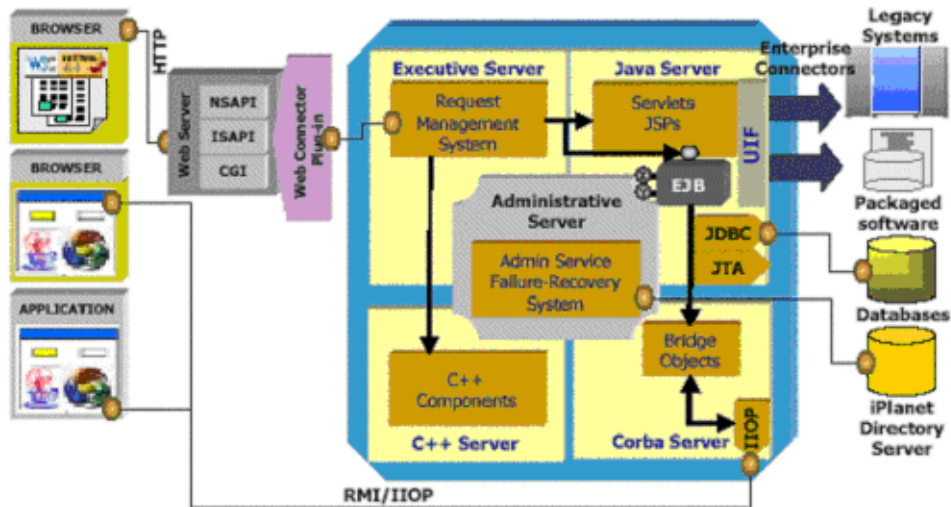 BROWSER
HTTP
BROWSER
APPLICATION
Web Server
NSAPI
ISAPI
CGI
Web Connector
Plun-in
Executive Server
Request
Management
System
Java Server
Servlets
JSPs
UIF
EJB
Administrative
Server
Admin Service
Failure-Recovery
System
JDBC
JTA
C++
Components
C++ Server
Bridge
Objects
Corba Server
IIOP
RMI/IIOP
Legacy
Systems
Enterprise
Connectors
Packaged
software
Databases
iPlanet
Directory
Server